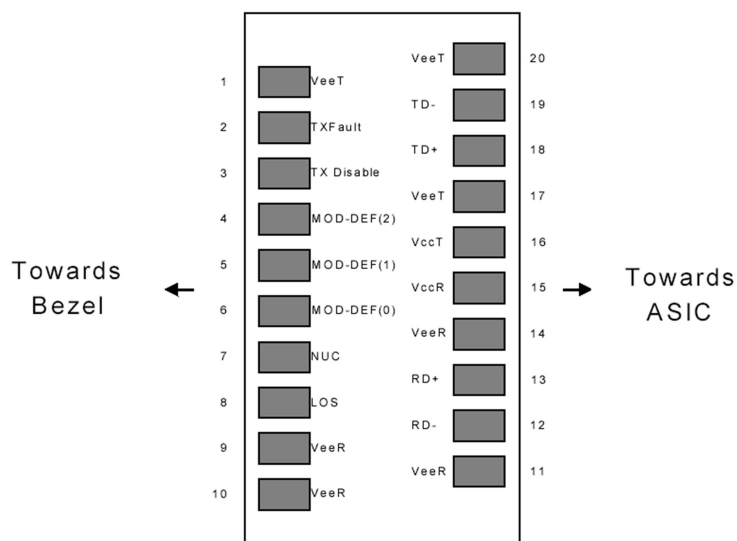 VeeT 20
1 VeeT
TD- 19
2 TXFault
TD+ 18
3 TX Disable
VeeT 17
4 MOD-DEF(2)
VccT 16
5 MOD-DEF(1)
Towards
Bezel
VccR 15
Towards
ASIC
6 MOD-DEF(0)
VeeR 14
7 NUC
RD+ 13
8 LOS
RD- 12
9 VeeR
VeeR 11
10 VeeR